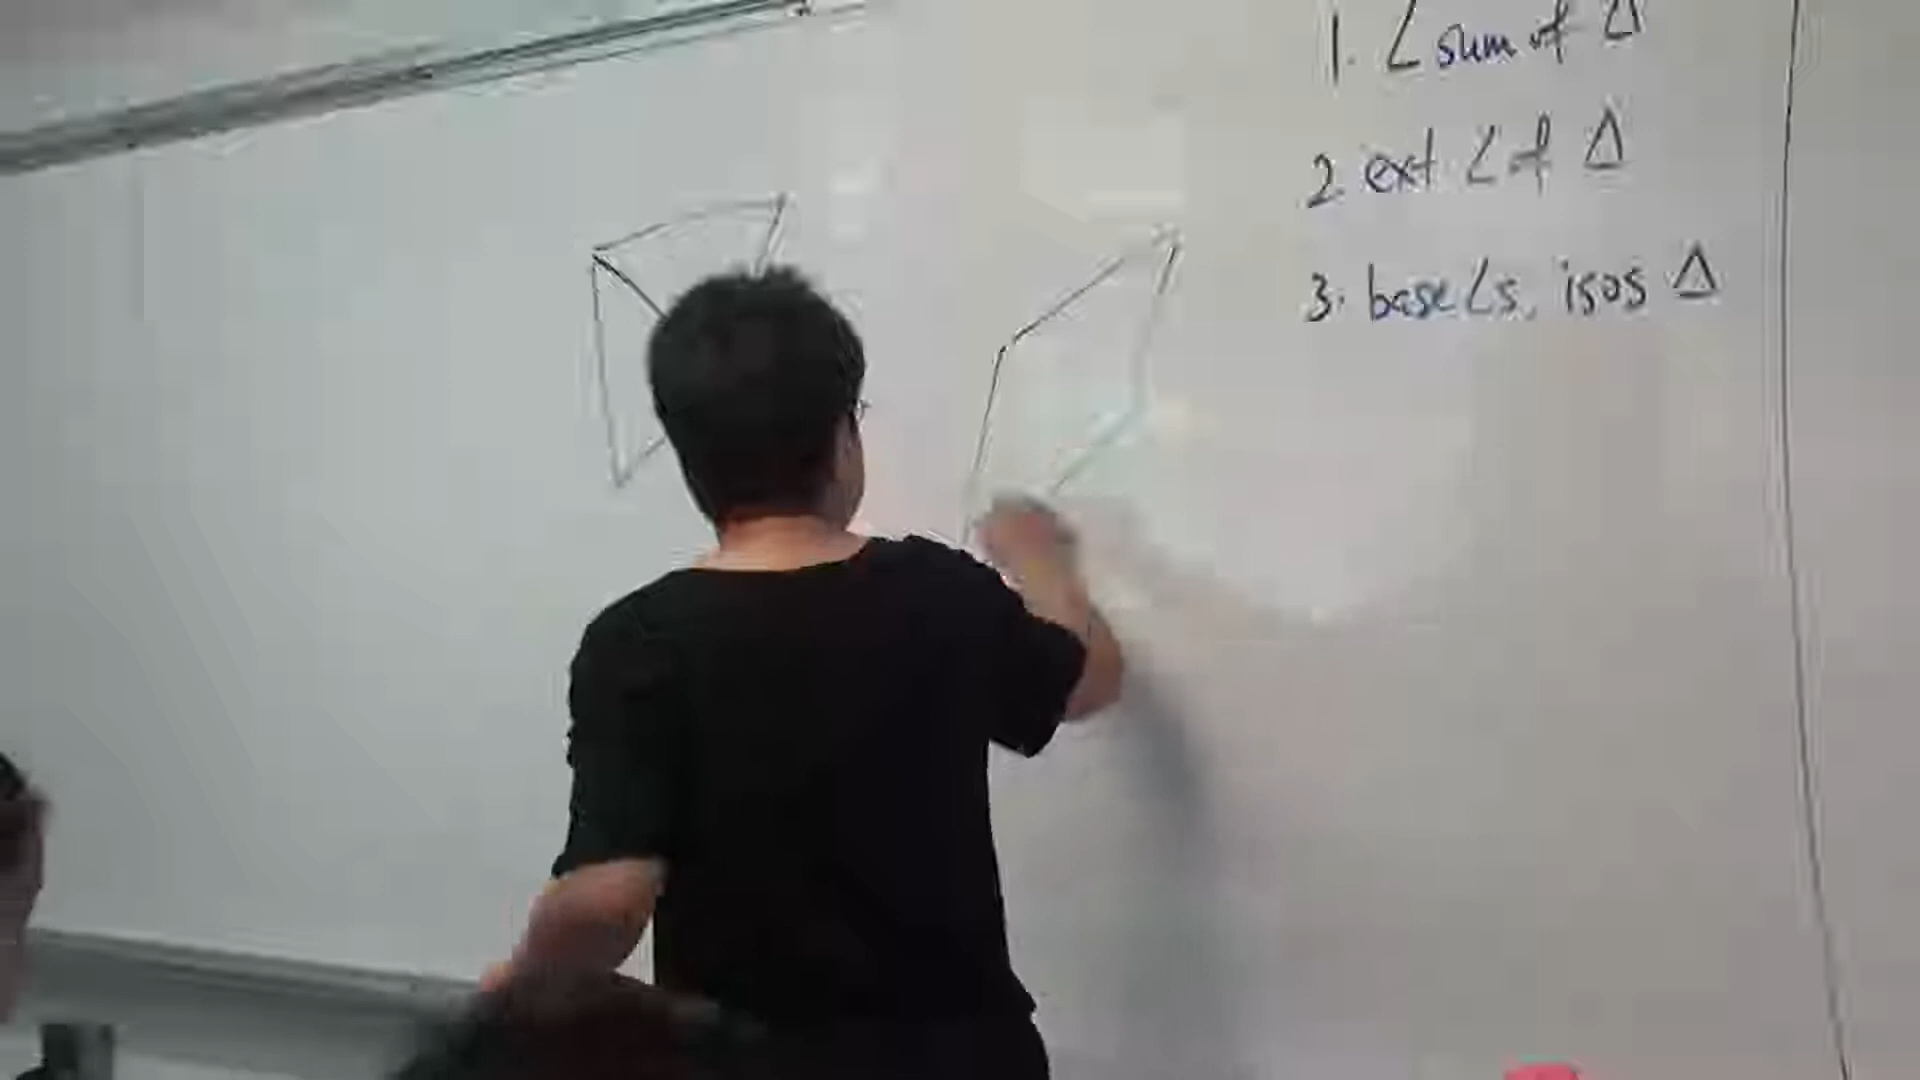 1. ∠ sum of Δ
2. ext. ∠ of Δ
3. base ∠s, isos Δ